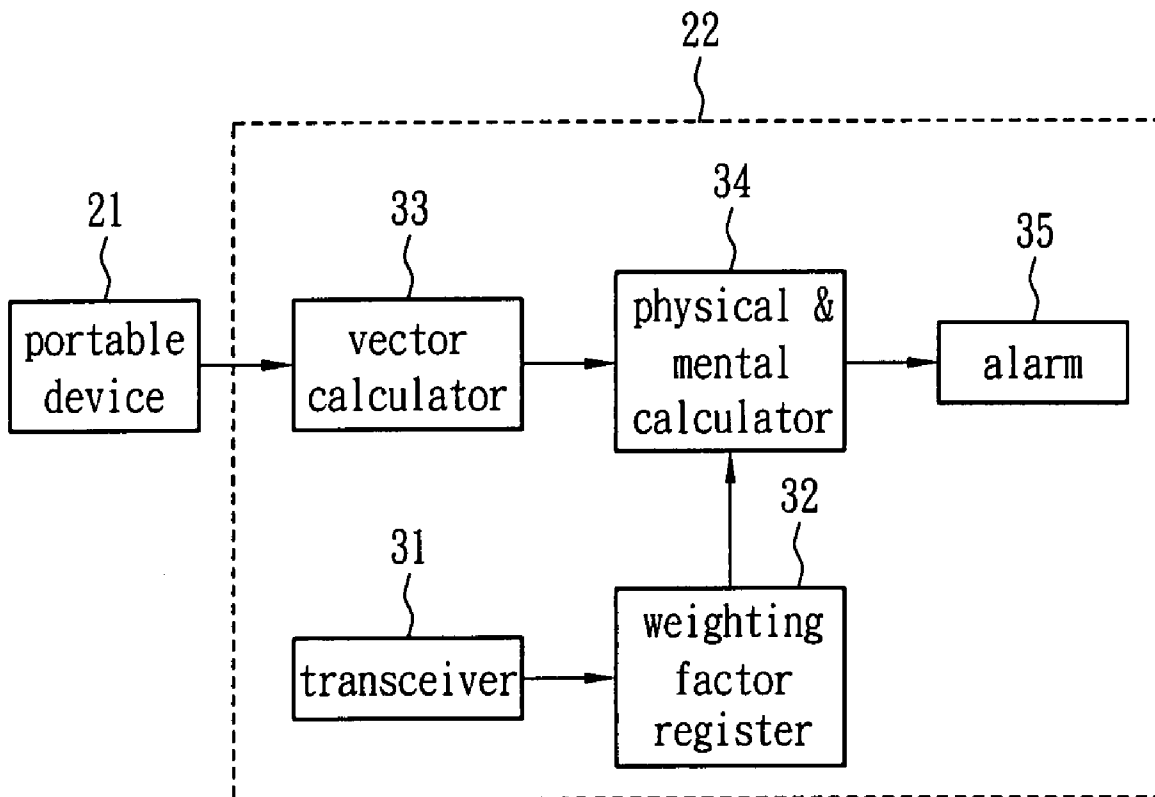 22
21
33
34
35
portable
device
vector
calculator
physical &
mental
calculator
alarm
31
32
transceiver
weighting
factor
register